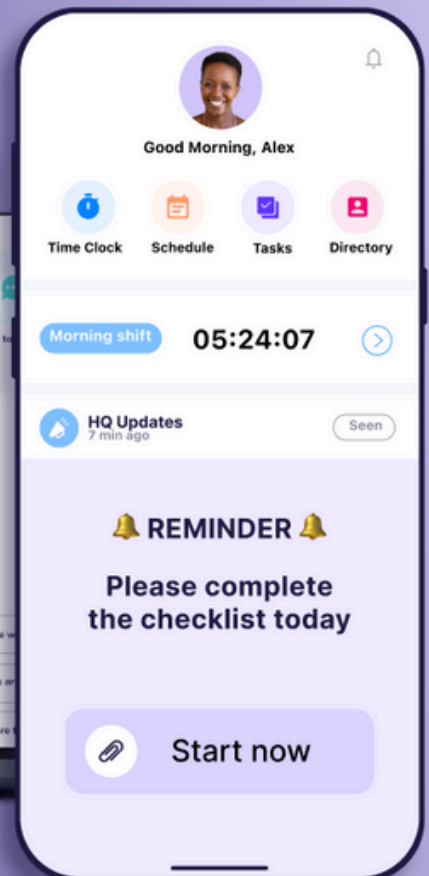 Good Morning, Alex
Time Clock
Schedule
Tasks
Directory
Morning shift
05:24:07
HQ Updates
Seen
7 min ago
🔔 REMINDER 🔔
Please complete
the checklist today
Start now